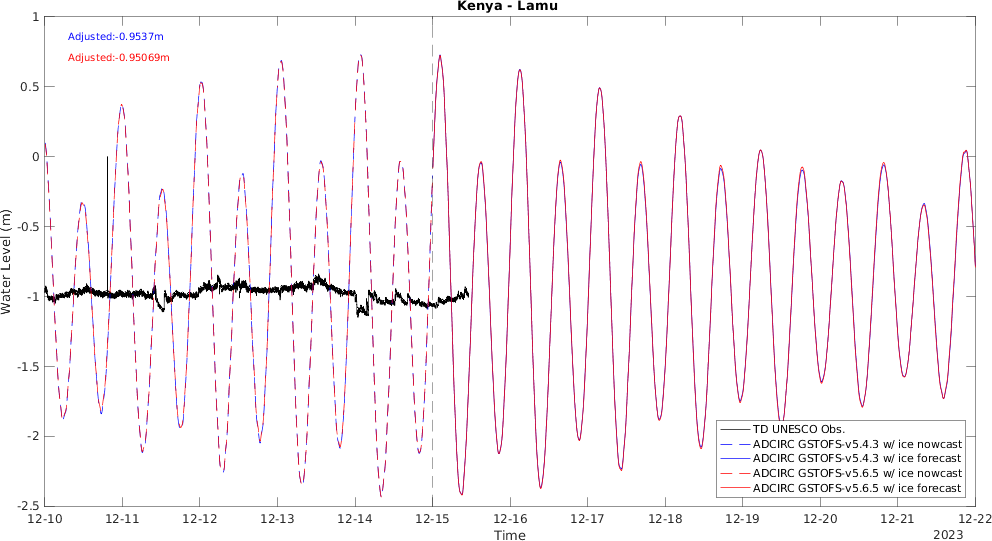 Kenya - Lamu
Adjusted:-0.9537m
Adjusted:-0.95069m
1
0.5
0
-0.5
-1
-1.5
-2
-2.5
Water Level (m)
TD UNESCO Obs.
ADCIRC GSTOFS-v5.4.3 w/ ice nowcast
ADCIRC GSTOFS-v5.4.3 w/ ice forecast
ADCIRC GSTOFS-v5.6.5 w/ ice nowcast
ADCIRC GSTOFS-v5.6.5 w/ ice forecast
12-10 12-11 12-12 12-13 12-14 12-15 12-16 12-17 12-18 12-19 12-20 12-21 12-22
Time
2023